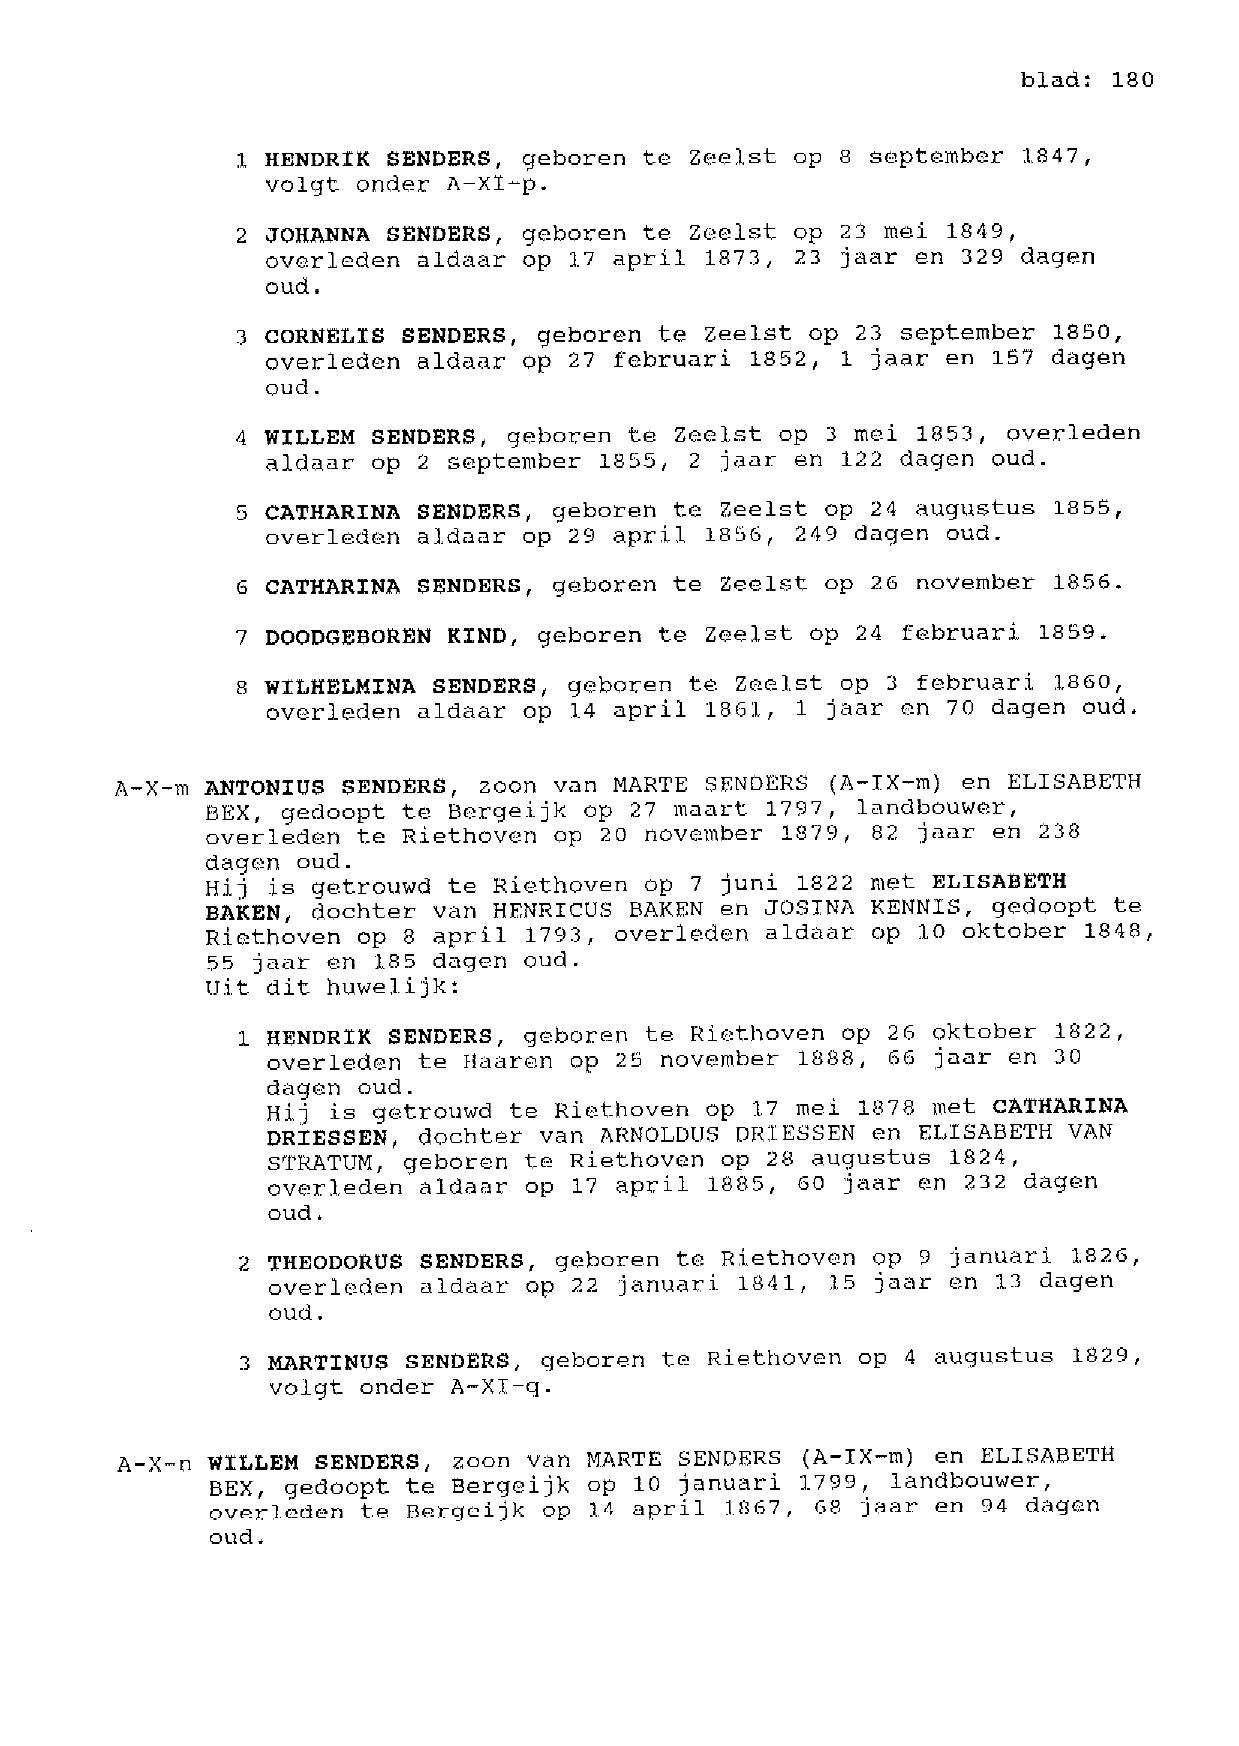 blad: 180
1 HENDRIK SENDERS, geboren te Zeelst op 8 september 1847,
volgt onder A-XI-p.
2 JOHANNA SENDERS, geboren te Zeelst op 23 mei 1849,
overleden aldaar op 17 april 1873, 23 jaar en 329 dagen
oud.
3 CORNELIS SENDERS, geboren te Zeelst op 23 september 1850,
overleden aldaar op 27 februari 1852, 1 jaar en 157 dagen
oud.
4 WILLEM SENDERS, geboren te Zeelst op 3 mei 1853, overleden
aldaar op 2 september 1855, 2 jaar en 122 dagen oud.
5 CATHARINA SENDERS, geboren te Zeelst op 24 augustus 1855,
overleden aldaar op 29 april 1856, 249 dagen oud.
6 CATHARINA SENDERS, geboren te Zeelst op 26 november 1856.
7 DOODGEBOREN KIND, geboren te Zeelst op 24 februari 1859.
8 WILHELMINA SENDERS, geboren te Zeelst op 3 februari 1860,
overleden aldaar op 14 april 1861, 1 jaar en 70 dagen oud.
A-X-m ANTONIUS SENDERS, zoon van MARTE SENDERS (A-IX-m) en ELISABETH
BEX, gedoopt te Bergeijk op 27 maart 1797, landbouwer,
overleden te Riethoven op 20 november 1879, 82 jaar en 238
dagen oud.
Hij is getrouwd te Riethoven op 7 juni 1822 met ELISABETH
BAKEN, dochter van HENRICUS BAKEN en JOSINA KENNIS, gedoopt te
Riethoven op 8 april 1793, overleden aldaar op 10 oktober 1848,
55 jaar en 185 dagen oud.
Uit dit huwelijk:
1 HENDRIK SENDERS, geboren te Riethoven op 26 oktober 1822,
overleden te Haaren op 25 november 1888, 66 jaar en 30
dagen oud.
Hij is getrouwd te Riethoven op 17 mei 1878 met CATHARINA
DRIESSEN, dochter van ARNOLDUS DRIESSEN en ELISABETH VAN
STRATUM, geboren te Riethoven op 28 augustus 1824,
overleden aldaar op 17 april 1885, 60 jaar en 232 dagen
oud.
2 THEODORUS SENDERS, geboren te Riethoven op 9 januari 1826,
overleden aldaar op 22 januari 1841, 15 jaar en 13 dagen
oud.
3 MARTINUS SENDERS, geboren te Riethoven op 4 augustus 1829,
volgt onder A-XI-q.
A-X-n WILLEM SENDERS, zoon van MARTE SENDERS (A-IX-m) en ELISABETH
BEX, gedoopt te Bergeijk op 10 januari 1799, landbouwer,
overleden te Bergeijk op 14 april 1867, 68 jaar en 94 dagen
oud.